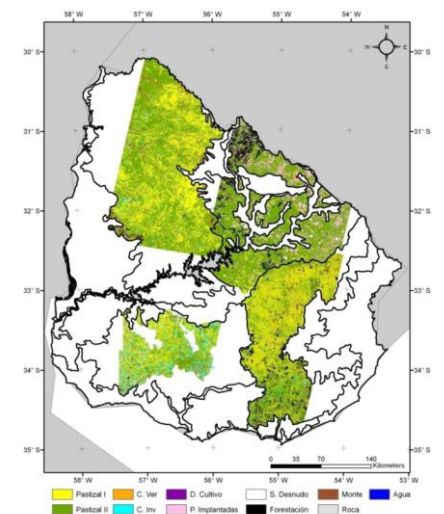 58° W 57° W 56° W 55° W 54° W
N
W E
S
30° S 30° S
31° S 31° S
32° S 32° S
33° S 33° S
34° S 34° S
35° S 35° S
0 35 70 140
Kilometers
58° W 57° W 56° W 55° W 54° W
Pastizal I C. Ver D. Cultivo S. Desnudo Monte Agua
Pastizal II C. Inv P. Implantadas Forestación Roca